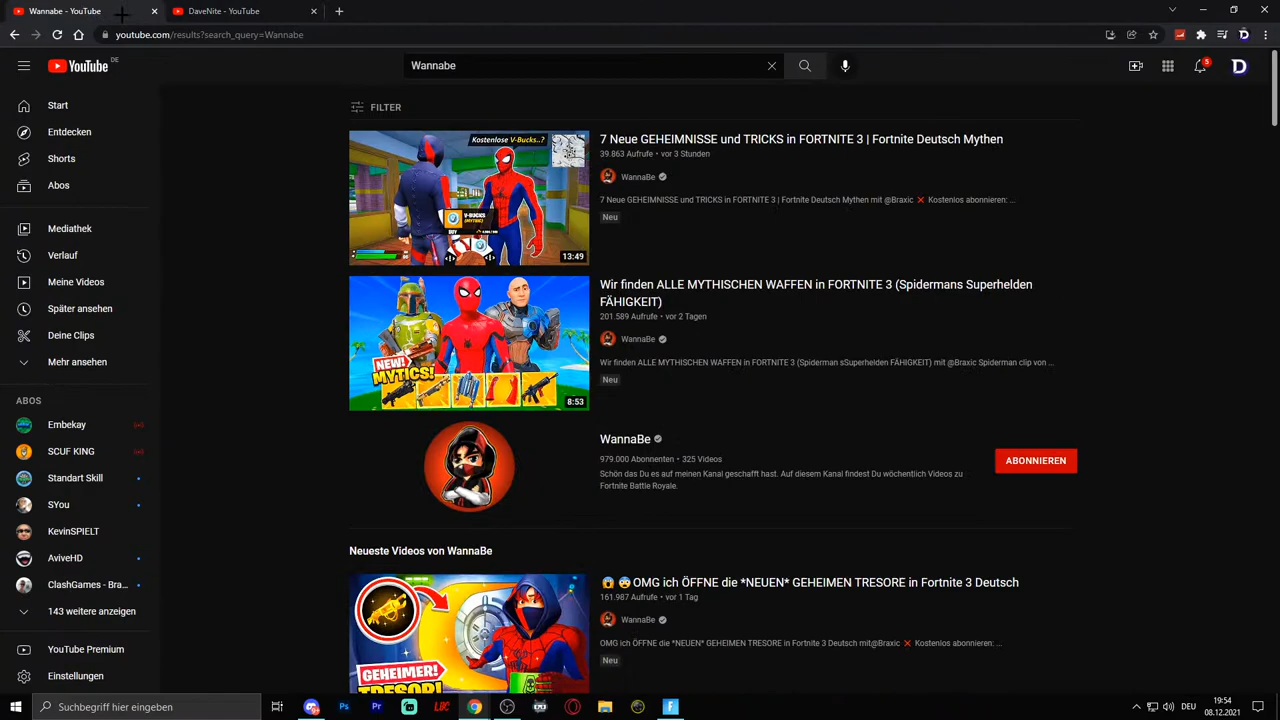 Wannabe - YouTube
DaveNite - YouTube
youtube.com/results?search_query=Wannabe
YouTube DE
Wannabe
5
D
Start
Entdecken
Shorts
Abos
Mediathek
Verlauf
Meine Videos
Später ansehen
Deine Clips
Mehr ansehen
ABOS
Embekay
SCUF KING
Standart Skill
SYou
KevinSPIELT
AviveHD
ClashGames - Bra...
143 weitere anzeigen
YouTube Premium
Einstellungen
FILTER
Kostenlose V-Bucks..?
V-BUCKS
(MYTHIC)
BUY
13:49
7 Neue GEHEIMNISSE und TRICKS in FORTNITE 3 | Fortnite Deutsch Mythen
39.863 Aufrufe • vor 3 Stunden
WannaBe
7 Neue GEHEIMNISSE und TRICKS in FORTNITE 3 | Fortnite Deutsch Mythen mit @Braxic ❌ Kostenlos abonnieren: ...
Neu
NEW!
MYTICS!
8:53
Wir finden ALLE MYTHISCHEN WAFFEN in FORTNITE 3 (Spidermans Superhelden
FÄHIGKEIT)
201.589 Aufrufe • vor 2 Tagen
WannaBe
Wir finden ALLE MYTHISCHEN WAFFEN in FORTNITE 3 (Spiderman sSuperhelden FÄHIGKEIT) mit @Braxic Spiderman clip von ...
Neu
WannaBe
979.000 Abonnenten • 325 Videos
Schön das Du es auf meinen Kanal geschafft hast. Auf diesem Kanal findest Du wöchentlich Videos zu
Fortnite Battle Royale.
ABONNIEREN
Neueste Videos von WannaBe
GEHEIMER!
TRESOR!
😱 😨OMG ich ÖFFNE die *NEUEN* GEHEIMEN TRESORE in Fortnite 3 Deutsch
161.987 Aufrufe • vor 1 Tag
WannaBe
OMG ich ÖFFNE die *NEUEN* GEHEIMEN TRESORE in Fortnite 3 Deutsch mit@Braxic ❌ Kostenlos abonnieren: ...
Neu
Suchbegriff hier eingeben
Ps
Pr
DEU
19:54
08.12.2021